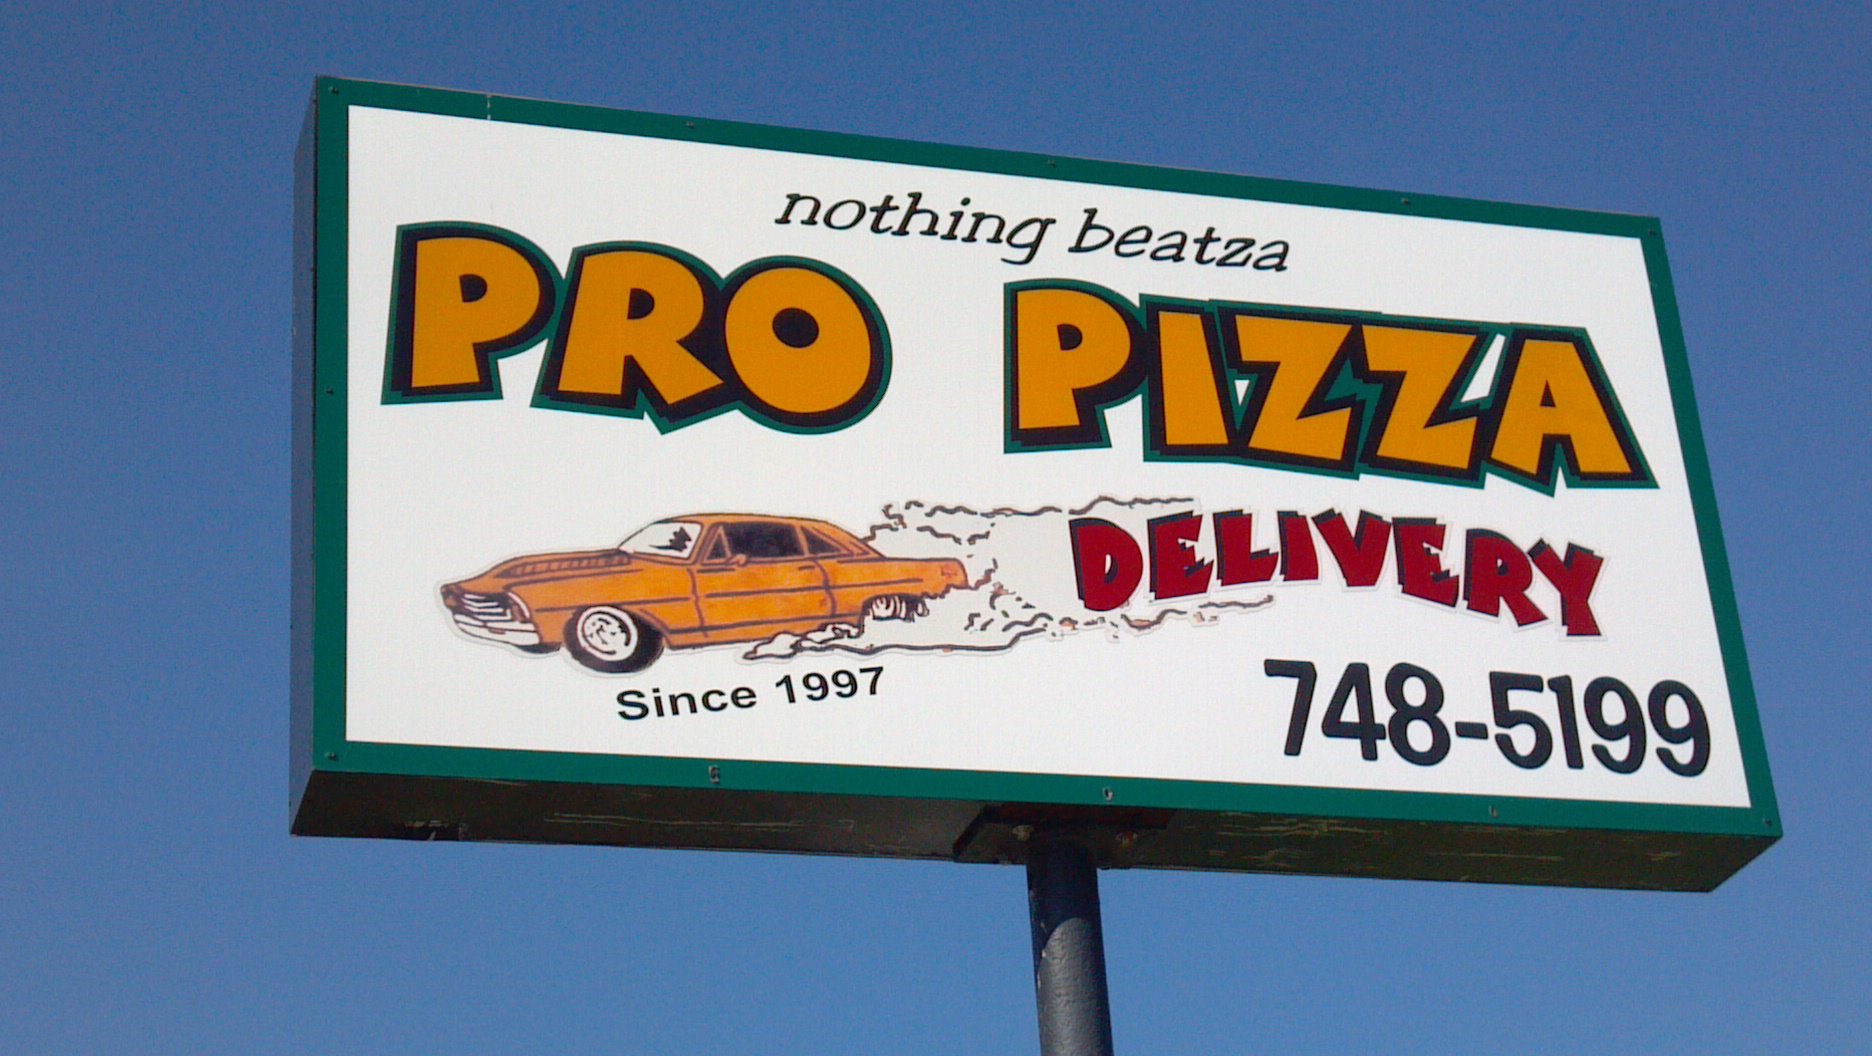 nothing beatza
PRO PIZZA
DELIVERY
Since 1997
748-5199